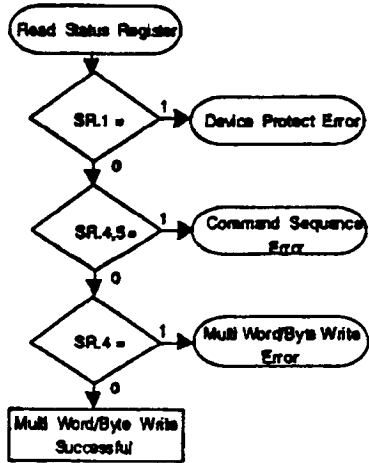 Read Status Register
SR.1 =
1
Device Protect Error
0
SR.4,5 =
1
Command Sequence
Error
0
SR.4 =
1
Multi Word/Byte Write
Error
0
Multi Word/Byte Write
Successful